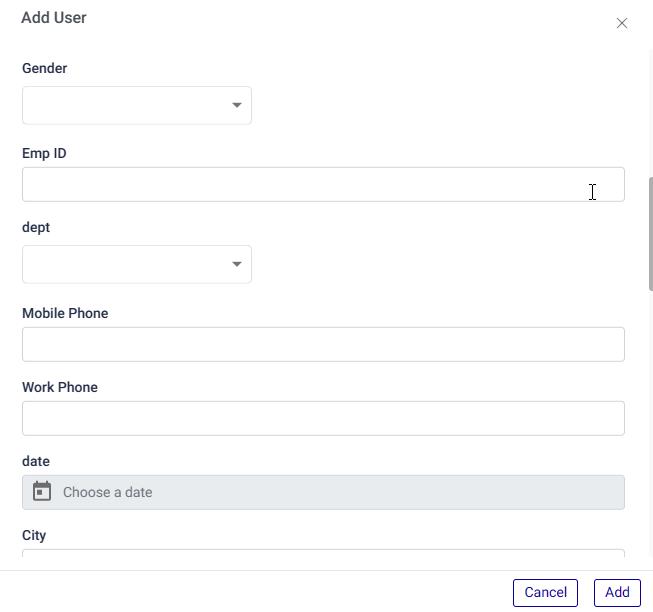 Add User
Gender
Emp ID
dept
Mobile Phone
Work Phone
date
Choose a date
City
Cancel Add